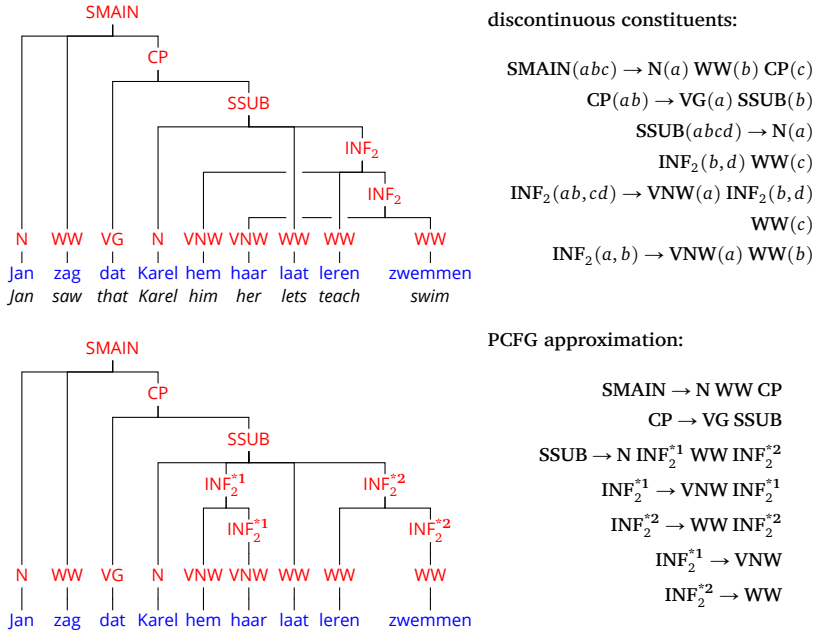 SMAIN
CP
SSUB
INF₂
INF₂
N WW VG N VNW VNW WW WW WW
Jan zag dat Karel hem haar laat leren zwemmen
Jan saw that Karel him her lets teach swim
discontinuous constituents:
SMAIN(abc) → N(a) WW(b) CP(c)
CP(ab) → VG(a) SSUB(b)
SSUB(abcd) → N(a)
INF₂(b,d) WW(c)
INF₂(ab,cd) → VNW(a) INF₂(b,d)
WW(c)
INF₂(a,b) → VNW(a) WW(b)
SMAIN
CP
SSUB
INF₂*¹ INF₂*²
INF₂*¹ INF₂*²
N WW VG N VNW VNW WW WW WW
Jan zag dat Karel hem haar laat leren zwemmen
PCFG approximation:
SMAIN → N WW CP
CP → VG SSUB
SSUB → N INF₂*¹ WW INF₂*²
INF₂*¹ → VNW INF₂*¹
INF₂*² → WW INF₂*²
INF₂*¹ → VNW
INF₂*² → WW